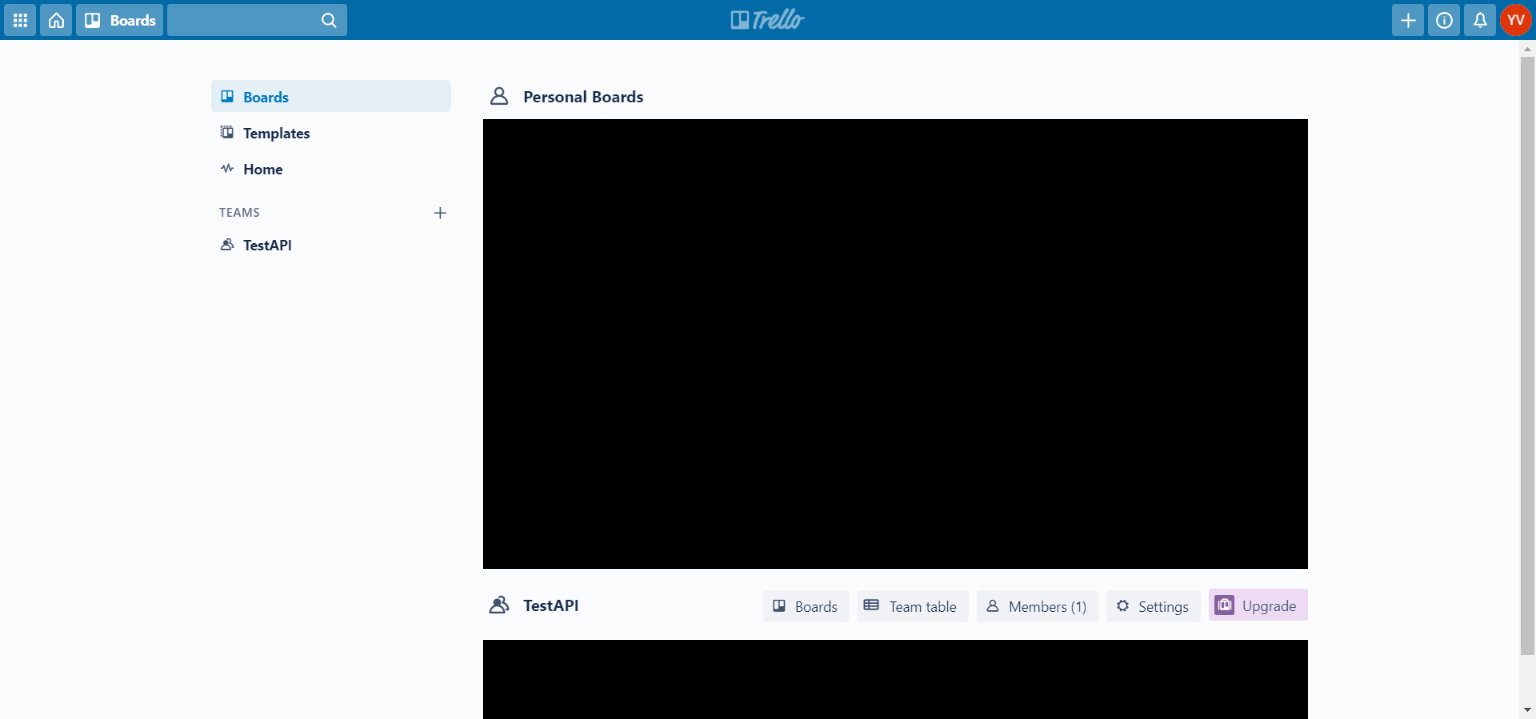 Boards
Trello
YV
Boards
Templates
Home
TEAMS
TestAPI
Personal Boards
TestAPI
Boards
Team table
Members (1)
Settings
Upgrade